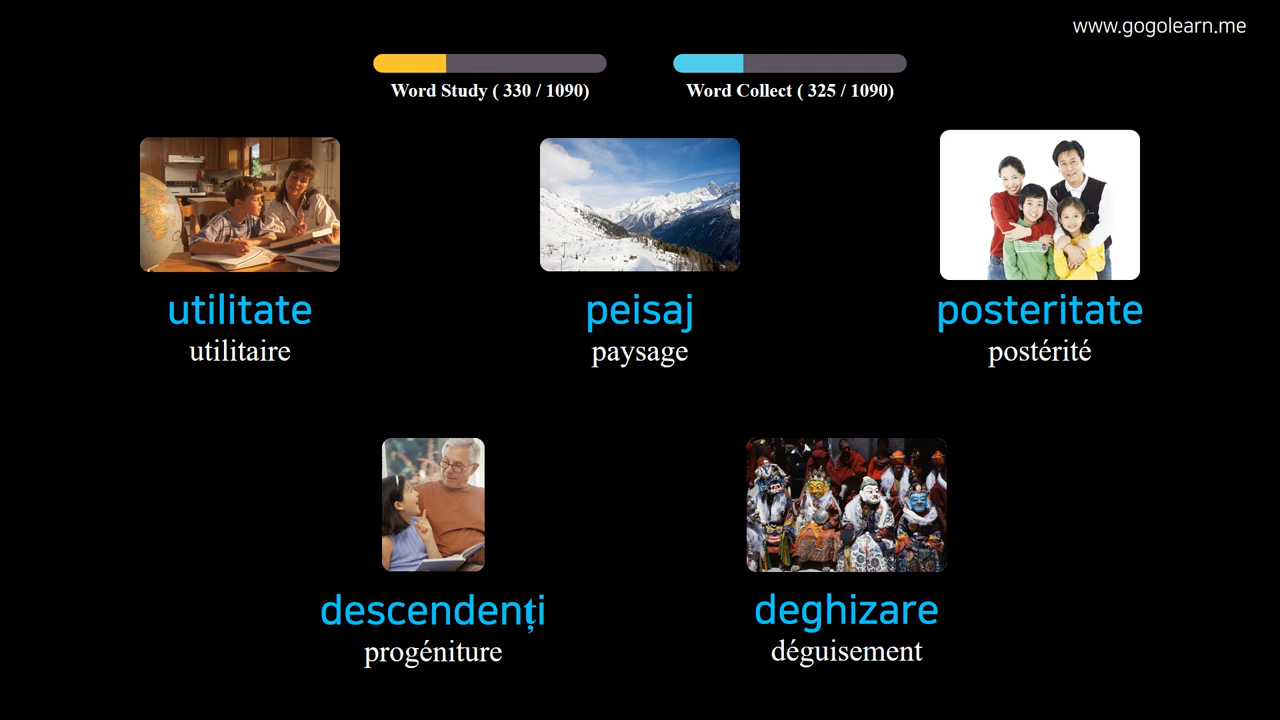 www.gogolearn.me
Word Study ( 330 / 1090)
Word Collect ( 325 / 1090)
utilitate
utilitaire
peisaj
paysage
posteritate
postérité
descendenți
progéniture
deghizare
déguisement